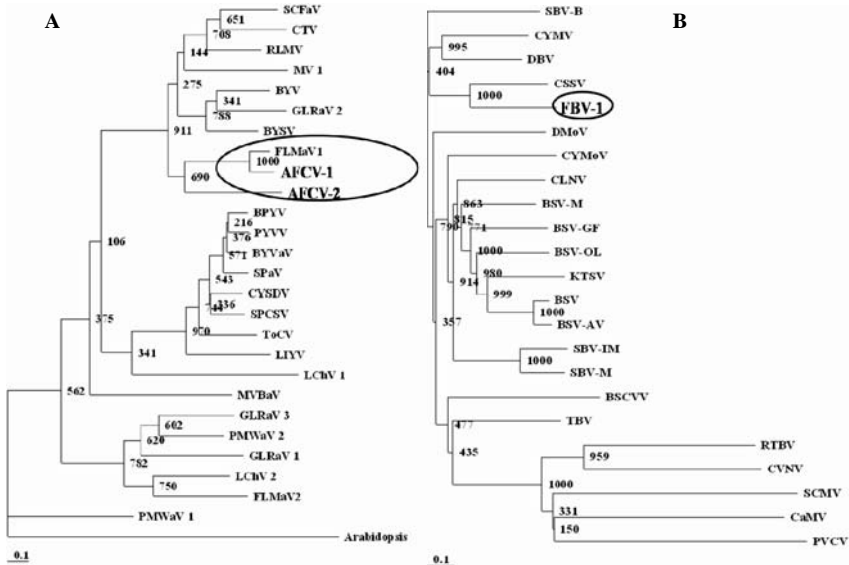 A
SCFaV
651
CTV
708
RLMV
144
MV 1
275
BYV
341
GLRaV 2
788
BYSV
911
FLMaV1
1000
AFCV-1
690
AFCV-2
BPYV
216
PYVV
376
BYVaV
571
SPaV
543
CYSDV
336
744
SPCSV
970
ToCV
LIYV
106
341
LChV 1
375
MVBaV
562
GLRaV 3
602
PMWaV 2
620
GLRaV 1
782
LChV 2
750
FLMaV2
PMWaV 1
Arabidopsis
0.1
B
SBV-B
CYMV
995
DBV
404
CSSV
1000
FBV-1
DMoV
CYMoV
CLNV
863
BSV-M
815
790
771
BSV-GF
1000
BSV-OL
914
980
KTSV
999
BSV
1000
BSV-AV
357
SBV-IM
1000
SBV-M
BSCVV
477
TBV
435
RTBV
959
CVNV
1000
SCMV
331
CaMV
150
PVCV
0.1